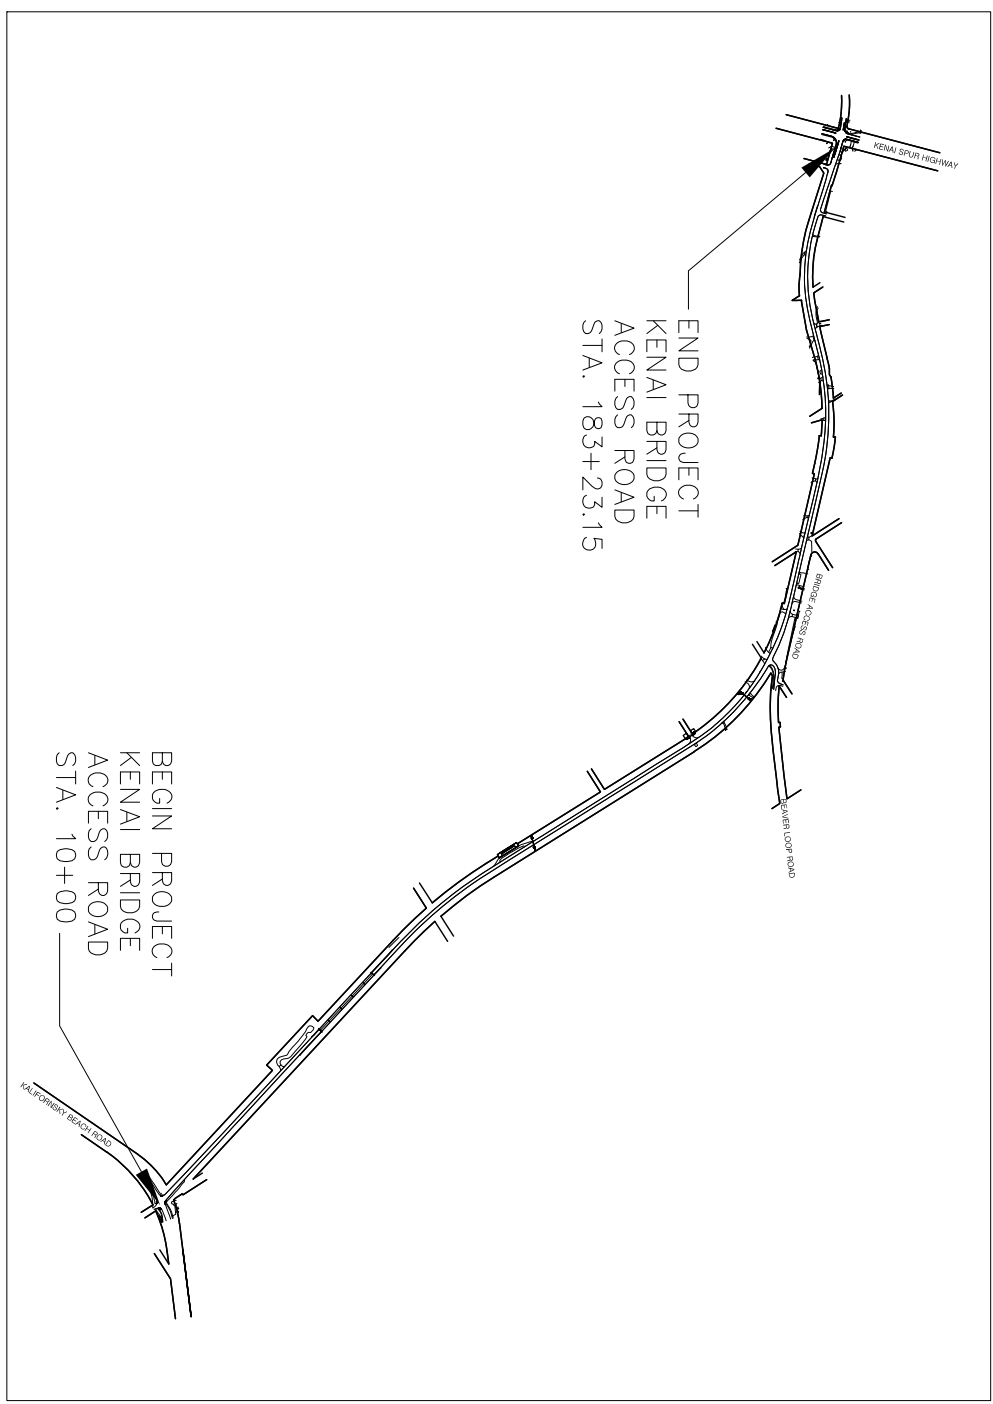 KENAI SPUR HIGHWAY
END PROJECT
KENAI BRIDGE
ACCESS ROAD
STA. 183+23.15
BRIDGE ACCESS ROAD
BEAVER LOOP ROAD
BEGIN PROJECT
KENAI BRIDGE
ACCESS ROAD
STA. 10+00
KALIFORNSKY BEACH ROAD